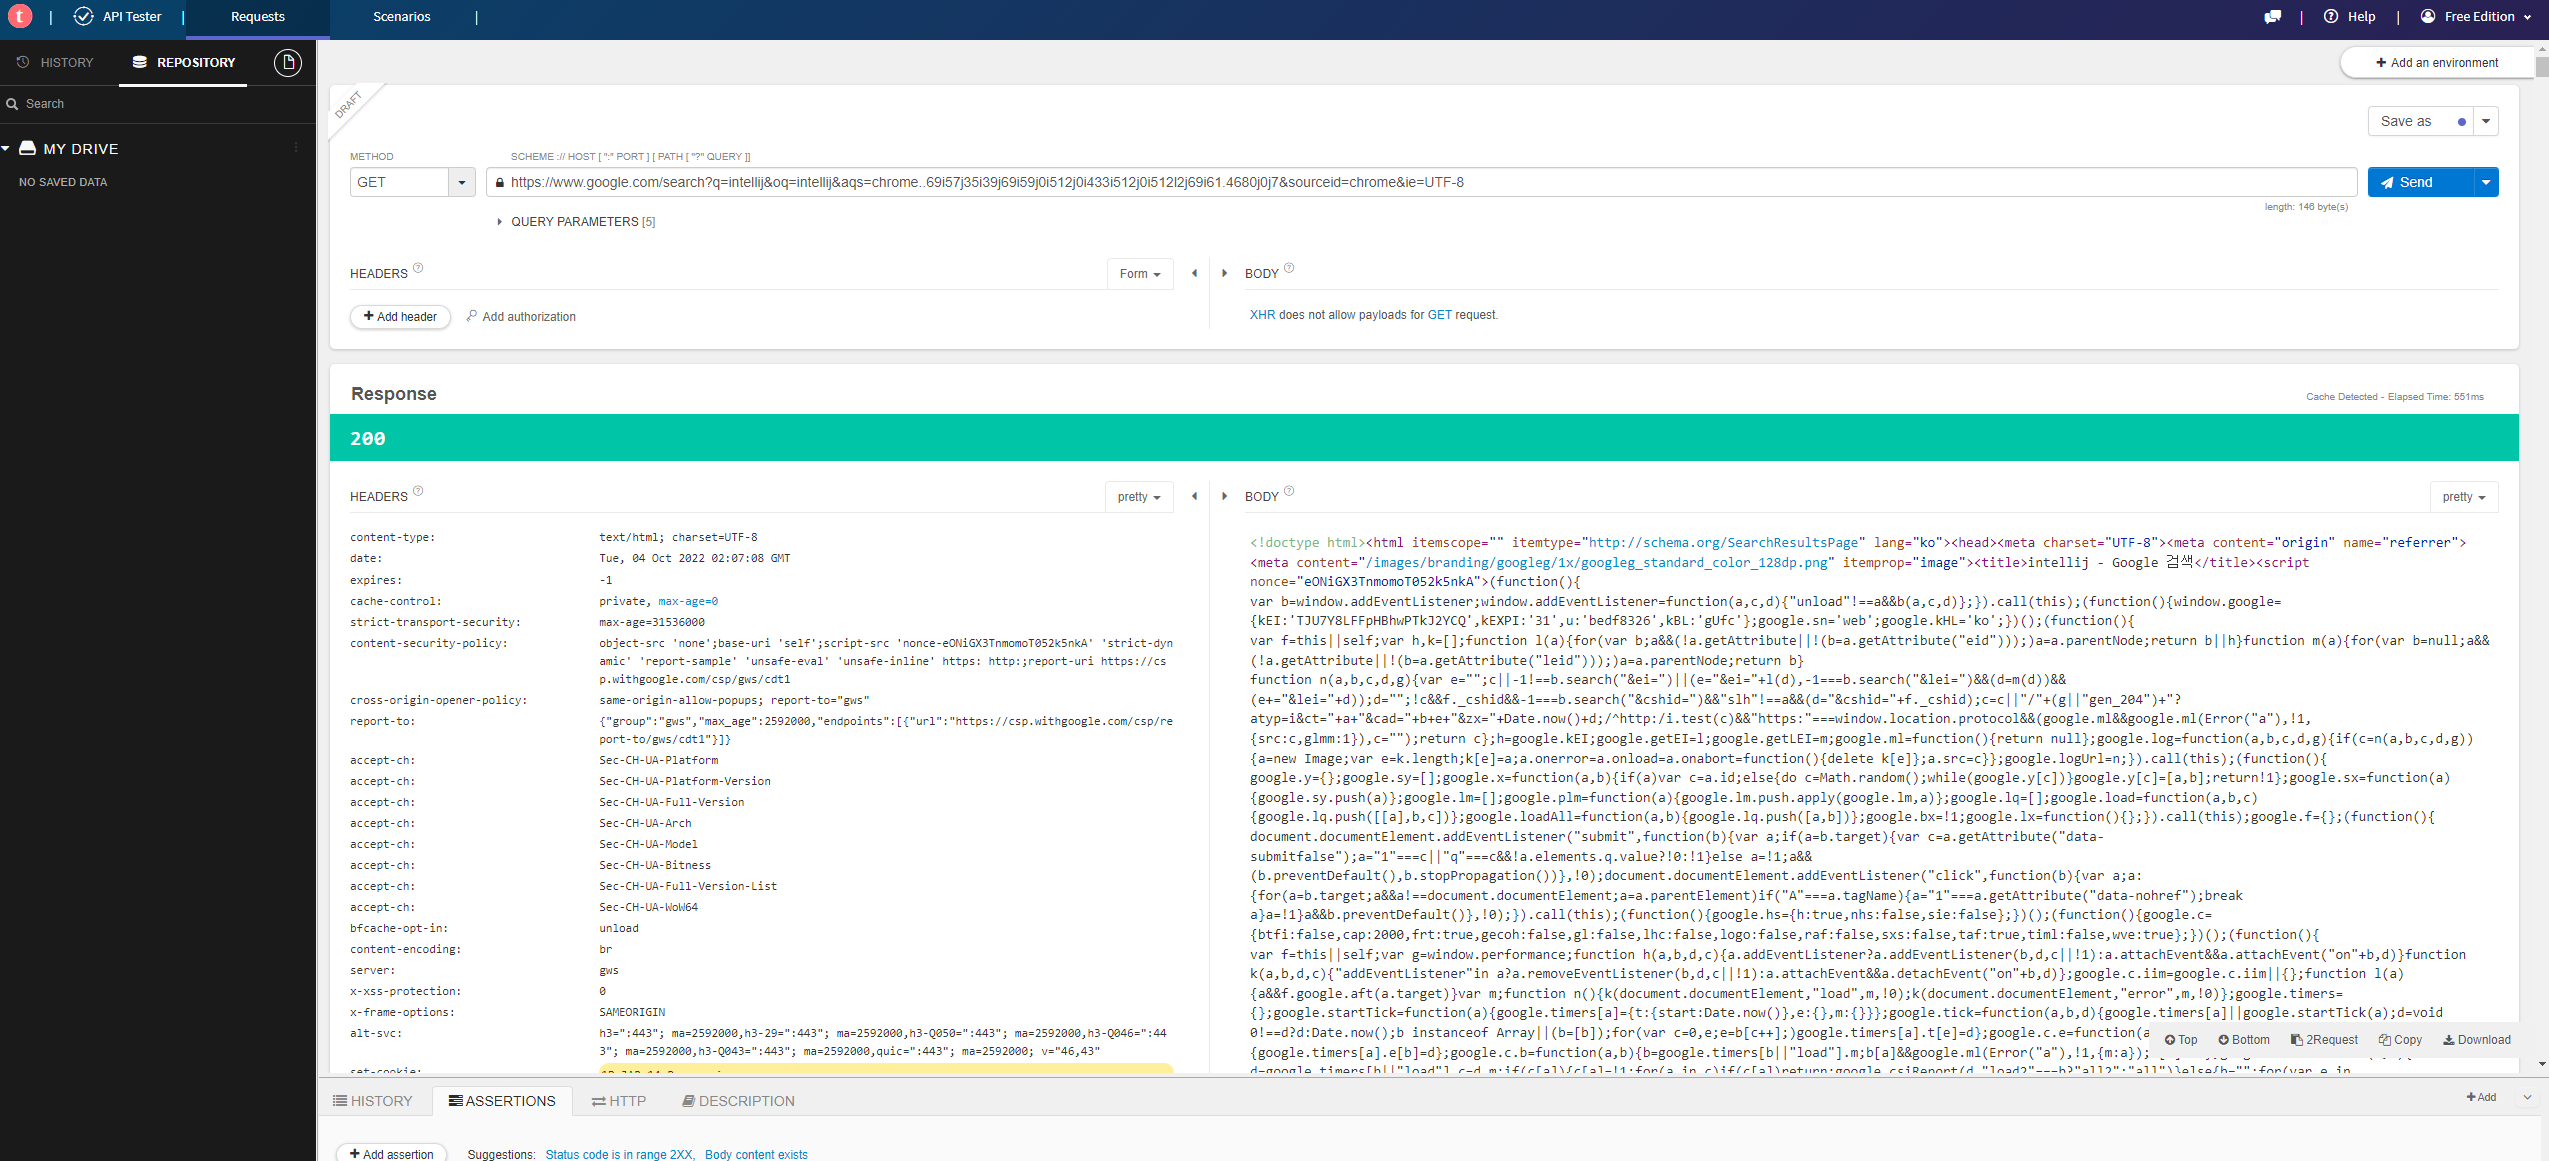 t | API Tester | Requests Scenarios | | Help | Free Edition
HISTORY REPOSITORY
Search
MY DRIVE
NO SAVED DATA
+ Add an environment
DRAFT
Save as
METHOD SCHEME :// HOST [ ":" PORT ] [ PATH [ "?" QUERY ]]
GET https://www.google.com/search?q=intellij&oq=intellij&aqs=chrome..69i57j35i39j69i59j0i512j0i433i512j0i512l2j69i61.4680j0j7&sourceid=chrome&ie=UTF-8 Send
length: 146 byte(s)
QUERY PARAMETERS [5]
HEADERS ? Form BODY ?
+ Add header Add authorization XHR does not allow payloads for GET request.
Response Cache Detected - Elapsed Time: 551ms
200
HEADERS ? pretty
content-type: text/html; charset=UTF-8
date: Tue, 04 Oct 2022 02:07:08 GMT
expires: -1
cache-control: private, max-age=0
strict-transport-security: max-age=31536000
content-security-policy: object-src 'none';base-uri 'self';script-src 'nonce-eONiGX3TnmomoT052k5nkA' 'strict-dyn
amic' 'report-sample' 'unsafe-eval' 'unsafe-inline' https: http:;report-uri https://cs
p.withgoogle.com/csp/gws/cdt1
cross-origin-opener-policy: same-origin-allow-popups; report-to="gws"
report-to: {"group":"gws","max_age":2592000,"endpoints":[{"url":"https://csp.withgoogle.com/csp/re
port-to/gws/cdt1"}]}
accept-ch: Sec-CH-UA-Platform
accept-ch: Sec-CH-UA-Platform-Version
accept-ch: Sec-CH-UA-Full-Version
accept-ch: Sec-CH-UA-Arch
accept-ch: Sec-CH-UA-Model
accept-ch: Sec-CH-UA-Bitness
accept-ch: Sec-CH-UA-Full-Version-List
accept-ch: Sec-CH-UA-WoW64
bfcache-opt-in: unload
content-encoding: br
server: gws
x-xss-protection: 0
x-frame-options: SAMEORIGIN
alt-svc: h3=":443"; ma=2592000,h3-29=":443"; ma=2592000,h3-Q050=":443"; ma=2592000,h3-Q046=":44
3"; ma=2592000,h3-Q043=":443"; ma=2592000,quic=":443"; ma=2592000; v="46,43"
set-cookie:
BODY ? pretty
<!doctype html><html itemscope="" itemtype="http://schema.org/SearchResultsPage" lang="ko"><head><meta charset="UTF-8"><meta content="origin" name="referrer">
<meta content="/images/branding/googleg/1x/googleg_standard_color_128dp.png" itemprop="image"><title>intellij - Google 검색</title><script
nonce="eONiGX3TnmomoT052k5nkA">(function(){
var b=window.addEventListener;window.addEventListener=function(a,c,d){"unload"!==a&&b(a,c,d)};}).call(this);(function(){window.google=
{kEI:'TJU7Y8LFFpHBhwPTkJ2YCQ',kEXPI:'31',u:'bedf8326',kBL:'gUfc'};google.sn='web';google.kHL='ko';})();(function(){
var f=this||self;var h,k=[];function l(a){for(var b;a&&(!a.getAttribute||!(b=a.getAttribute("eid")));)a=a.parentNode;return b||h}function m(a){for(var b=null;a&&
(!a.getAttribute||!(b=a.getAttribute("leid")));)a=a.parentNode;return b}
function n(a,b,c,d,g){var e="";c||-1!==b.search("&ei=")||(e="&ei="+l(d),-1===b.search("&lei=")&&(d=m(d))&&
(e+="&lei="+d));d="";!c&&f._cshid&&-1===b.search("&cshid=")&&"slh"!==a&&(d="&cshid="+f._cshid);c=c||"/"+(g||"gen_204")+"?
atyp=i&ct="+a+"&cad="+b+e+"&zx="+Date.now()+d;/^http:/i.test(c)&&"https:"===window.location.protocol&&(google.ml&&google.ml(Error("a"),!1,
{src:c,glmm:1}),c="");return c};h=google.kEI;google.getEI=l;google.getLEI=m;google.ml=function(){return null};google.log=function(a,b,c,d,g){if(c=n(a,b,c,d,g))
{a=new Image;var e=k.length;k[e]=a;a.onerror=a.onload=a.onabort=function(){delete k[e]};a.src=c}};google.logUrl=n;}).call(this);(function(){
google.y={};google.sy=[];google.x=function(a,b){if(a)var c=a.id;else{do c=Math.random();while(google.y[c])}google.y[c]=[a,b];return!1};google.sx=function(a)
{google.sy.push(a)};google.lm=[];google.plm=function(a){google.lm.push.apply(google.lm,a)};google.lq=[];google.load=function(a,b,c)
{google.lq.push([[a],b,c])};google.loadAll=function(a,b){google.lq.push([a,b])};google.bx=!1;google.lx=function(){};}).call(this);google.f={};(function(){
document.documentElement.addEventListener("submit",function(b){var a;if(a=b.target){var c=a.getAttribute("data-
submitfalse");a="1"===c||"q"===c&&!a.elements.q.value?!0:!1}else a=!1;a&&
(b.preventDefault(),b.stopPropagation())},!0);document.documentElement.addEventListener("click",function(b){var a;a:
{for(a=b.target;a&&a!==document.documentElement;a=a.parentElement)if("A"===a.tagName){a="1"===a.getAttribute("data-nohref");break
a}a=!1}a&&b.preventDefault()},!0);}).call(this);(function(){google.hs={h:true,nhs:false,sie:false};})();(function(){google.c=
{btfi:false,cap:2000,frt:true,gecoh:false,gl:false,lhc:false,logo:false,raf:false,sxs:false,taf:true,timl:false,wve:true};})();(function(){
var f=this||self;var g=window.performance;function h(a,b,d,c){a.addEventListener?a.addEventListener(b,d,c||!1):a.attachEvent&&a.attachEvent("on"+b,d)}function
k(a,b,d,c){"addEventListener"in a?a.removeEventListener(b,d,c||!1):a.attachEvent&&a.detachEvent("on"+b,d)};google.c.iim=google.c.iim||{};function l(a)
{a&&f.google.aft(a.target)}var m;function n(){k(document.documentElement,"load",m,!0);k(document.documentElement,"error",m,!0)};google.timers=
{};google.startTick=function(a){google.timers[a]={t:{start:Date.now()},e:{},m:{}}};google.tick=function(a,b,d){google.timers[a]||google.startTick(a);d=void
0!==d?d:Date.now();b instanceof Array||(b=[b]);for(var c=0,e;e=b[c++];)google.timers[a].t[e]=d};google.c.e=function(a
{google.timers[a].e[b]=d};google.c.b=function(a,b){b=google.timers[b||"load"].m;b[a]&&google.ml(Error("a"),!1,{m:a});
Top Bottom 2Request Copy Download
HISTORY ASSERTIONS HTTP DESCRIPTION + Add
+ Add assertion Suggestions: Status code is in range 2XX, Body content exists